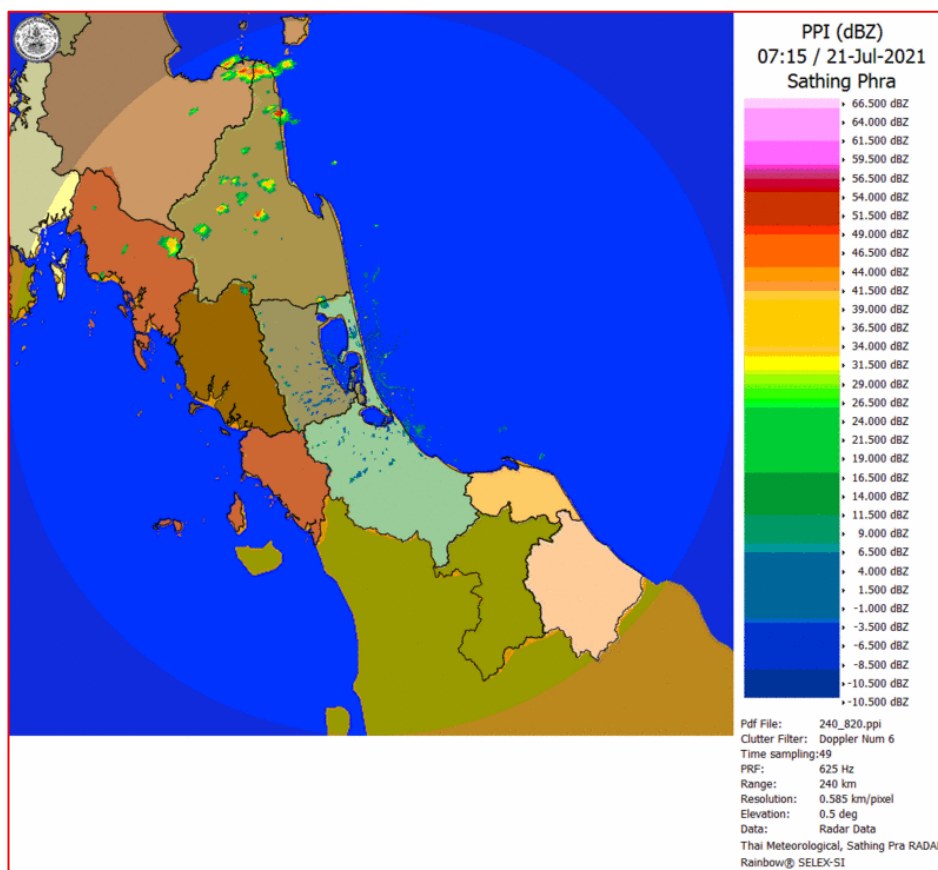 PPI (dBZ)
07:15 / 21-Jul-2021
Sathing Phra
66.500 dBZ
64.000 dBZ
61.500 dBZ
59.500 dBZ
56.500 dBZ
54.000 dBZ
51.500 dBZ
49.000 dBZ
46.500 dBZ
44.000 dBZ
41.500 dBZ
39.000 dBZ
36.500 dBZ
34.000 dBZ
31.500 dBZ
29.000 dBZ
26.500 dBZ
24.000 dBZ
21.500 dBZ
19.000 dBZ
16.500 dBZ
14.000 dBZ
11.500 dBZ
9.000 dBZ
6.500 dBZ
4.000 dBZ
1.500 dBZ
-1.000 dBZ
-3.500 dBZ
-6.500 dBZ
-8.500 dBZ
-10.500 dBZ
-10.500 dBZ
Pdf File: 240_820.ppi
Clutter Filter: Doppler Num 6
Time sampling:49
PRF: 625 Hz
Range: 240 km
Resolution: 0.585 km/pixel
Elevation: 0.5 deg
Data: Radar Data
Thai Meteorological, Sathing Pra RADA
Rainbow® SELEX-SI